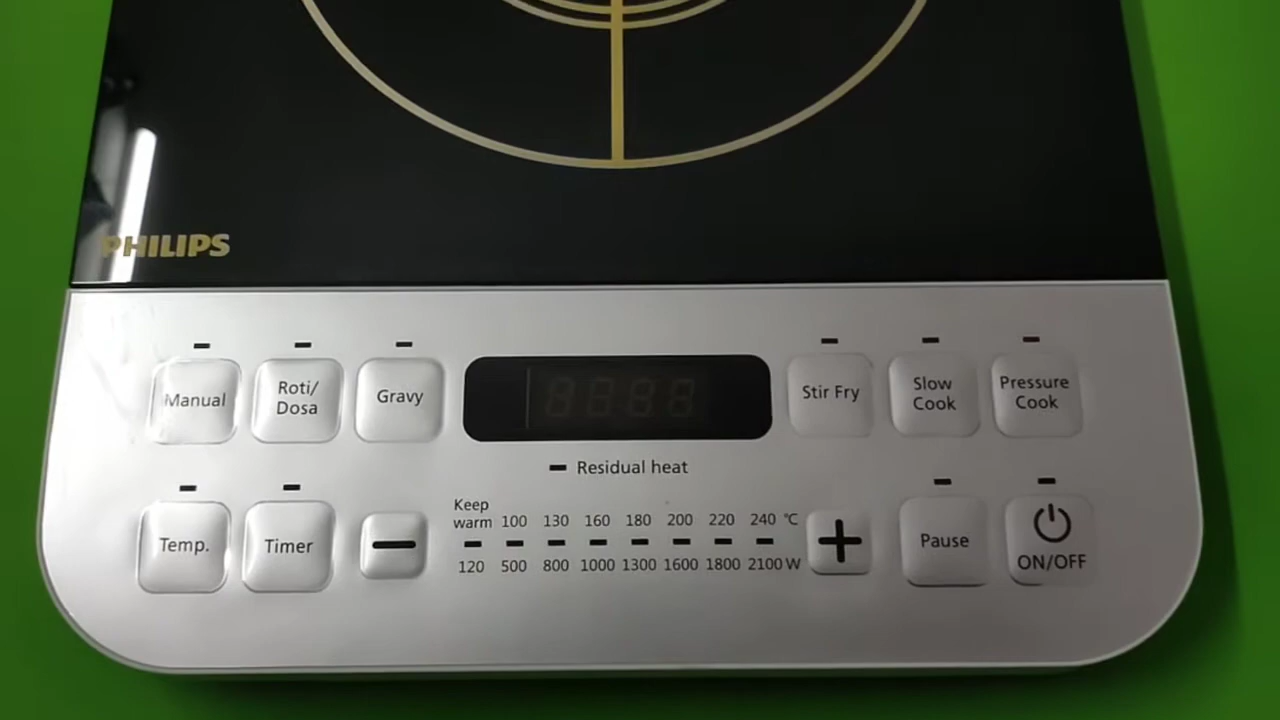 PHILIPS
Manual
Roti/
Dosa
Gravy
Stir Fry
Slow
Cook
Pressure
Cook
Residual heat
Temp.
Timer
−
Keep
warm 100 130 160 180 200 220 240 °C
120 500 800 1000 1300 1600 1800 2100 W
+
Pause
ON/OFF